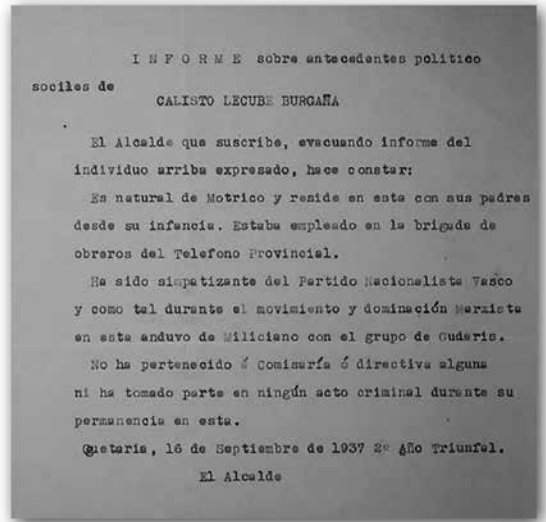 I N F O R M E sobre antecedentes politico
sociles de
CALISTO LECUBE BURGAÑA
El Alcalde que suscribe, evacuando informe del
individuo arriba expresado, hace constar:
Es natural de Motrico y reside en esta con sus padres
desde su infancia. Estaba empleado en la brigada de
obreros del Telefono Provincial.
Ha sido simpatizante del Partido Nacionalista Vasco
y como tal durante el movimiento y dominación Marxista
en esta anduvo de Miliciano con el grupo de Gudaris.
No ha pertenecido á Comisaría ó directiva alguna
ni ha tomado parte en ningún acto criminal durante su
permanencia en esta.
Guetaria, 16 de Septiembre de 1937 2º Año Triunfal.
El Alcalde